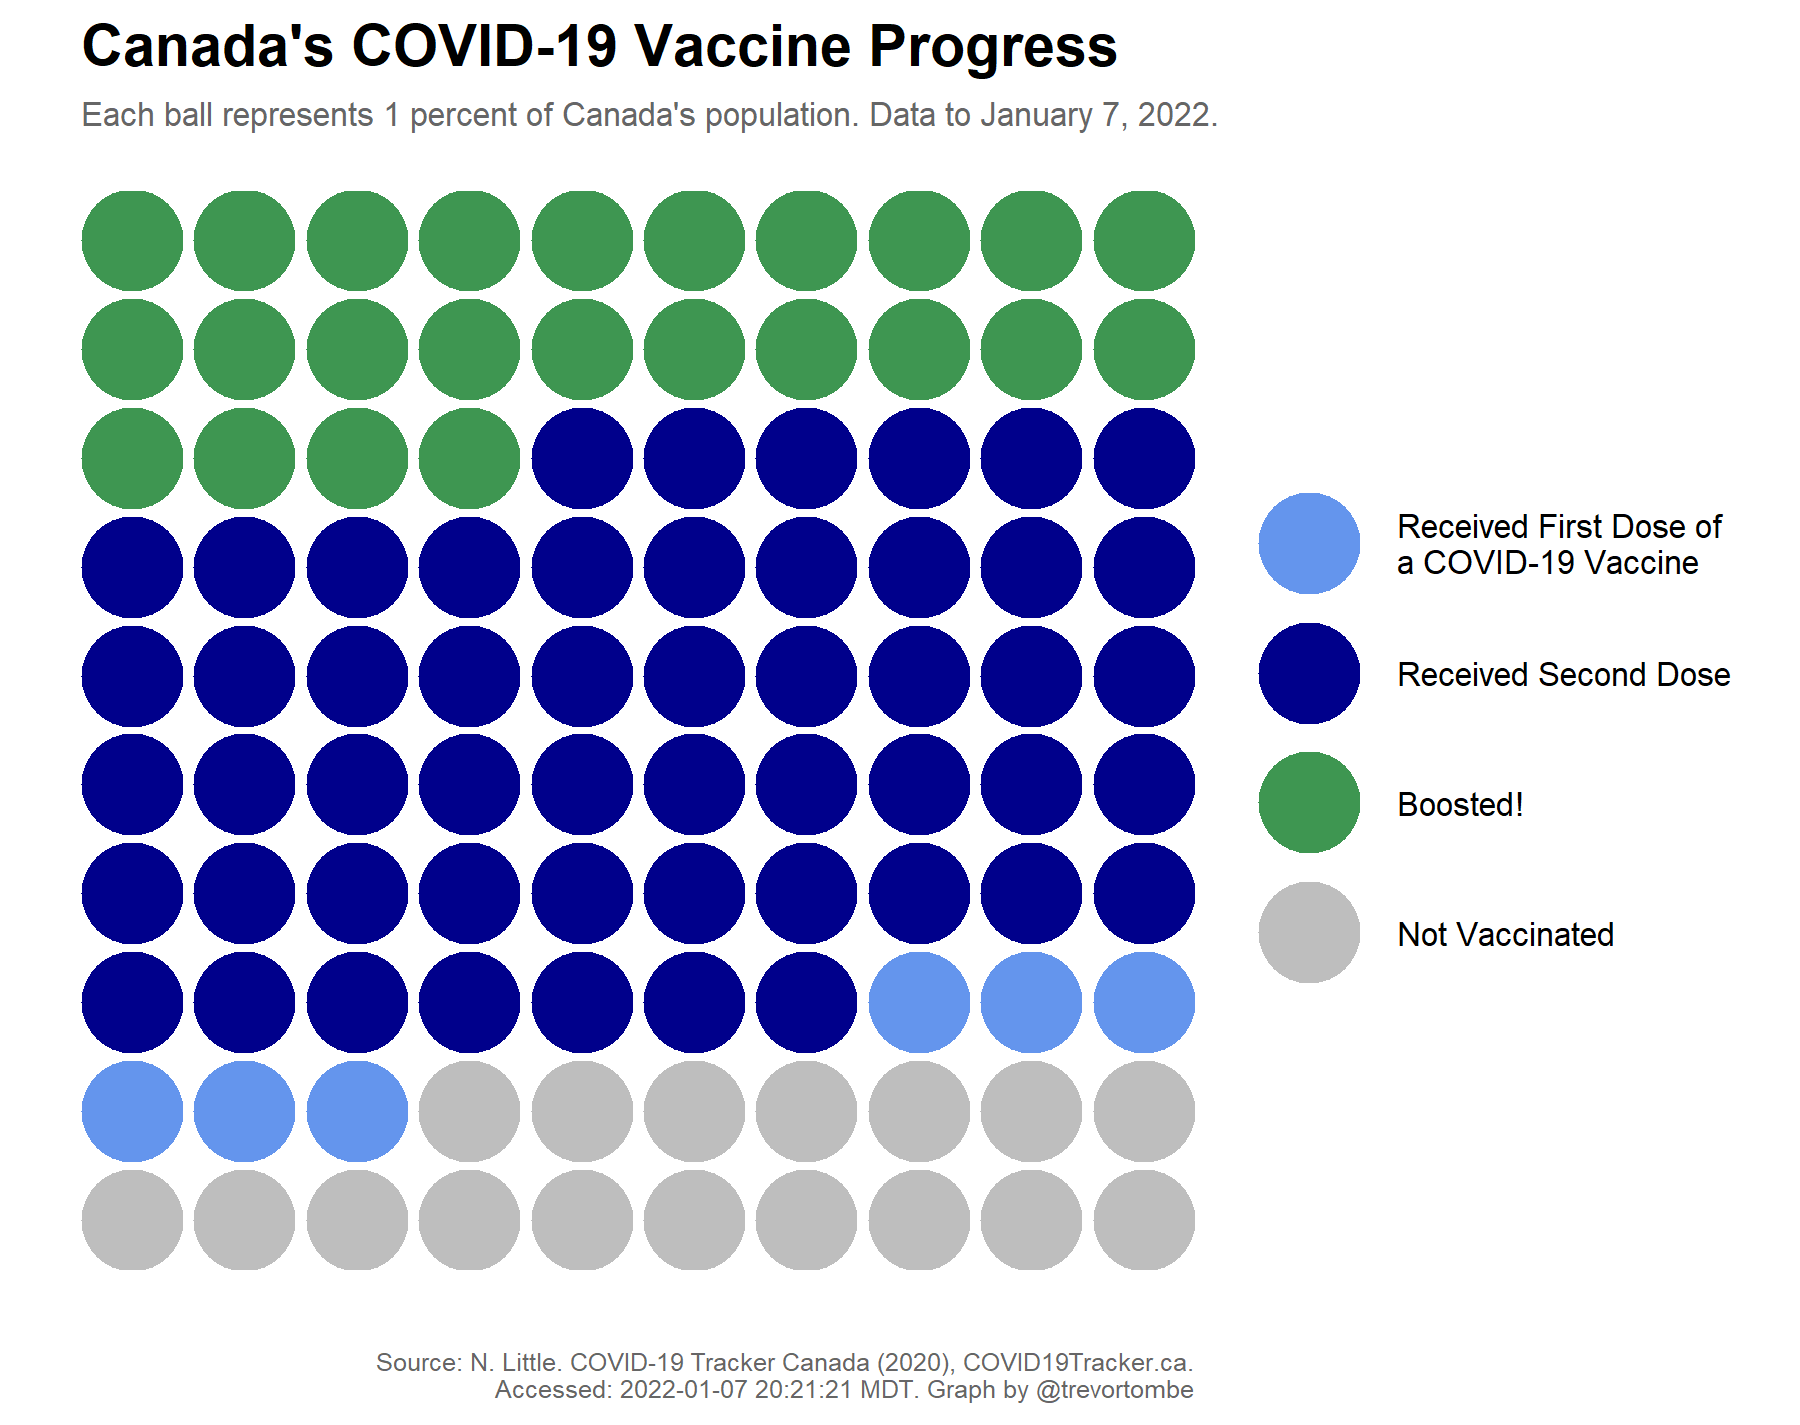 Canada's COVID-19 Vaccine Progress
Each ball represents 1 percent of Canada's population. Data to January 7, 2022.
Received First Dose of
a COVID-19 Vaccine
Received Second Dose
Boosted!
Not Vaccinated
Source: N. Little. COVID-19 Tracker Canada (2020), COVID19Tracker.ca.
Accessed: 2022-01-07 20:21:21 MDT. Graph by @trevortombe